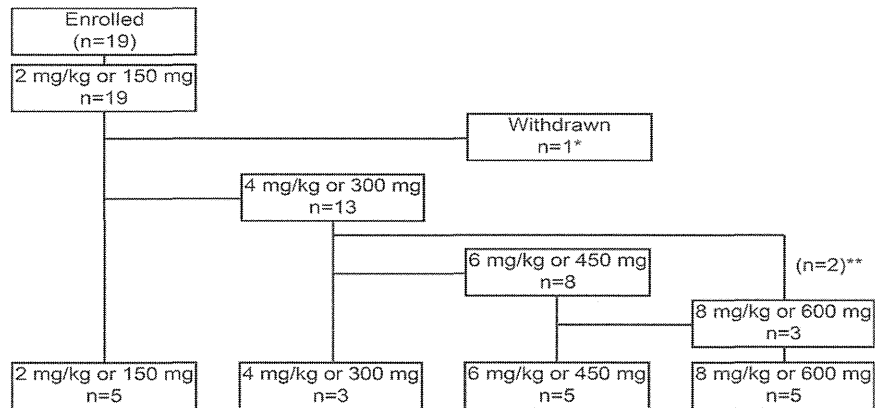 Enrolled
(n=19)
2 mg/kg or 150 mg
n=19
Withdrawn
n=1*
4 mg/kg or 300 mg
n=13
6 mg/kg or 450 mg
n=8
(n=2)**
8 mg/kg or 600 mg
n=3
2 mg/kg or 150 mg
n=5
4 mg/kg or 300 mg
n=3
6 mg/kg or 450 mg
n=5
8 mg/kg or 600 mg
n=5